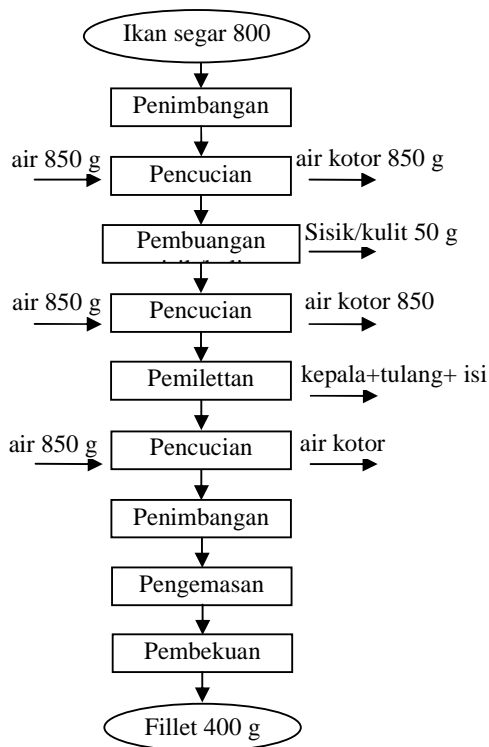 Ikan segar 800
Penimbangan
air 850 g
Pencucian
air kotor 850 g
Pembuangan
Sisik/kulit 50 g
air 850 g
Pencucian
air kotor 850
Pemilettan
kepala+tulang+ isi
air 850 g
Pencucian
air kotor
Penimbangan
Pengemasan
Pembekuan
Fillet 400 g